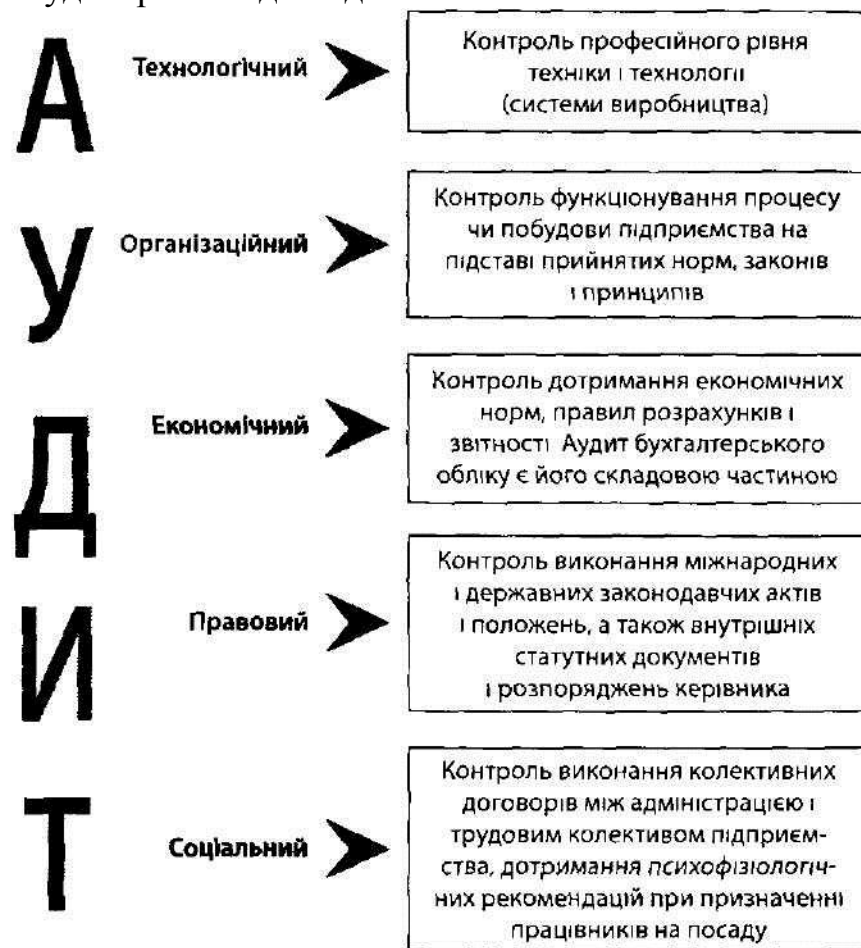 А
Технологічний
Контроль професійного рівня
техніки і технології
(системи виробництва)
У
Організаційний
Контроль функціонування процесу
чи побудови підприємства на
підставі прийнятих норм, законів
і принципів
Д
Економічний
Контроль дотримання економічних
норм, правил розрахунків і
звітності Аудит бухгалтерського
обліку є його складовою частиною
И
Правовий
Контроль виконання міжнародних
і державних законодавчих актів
і положень, а також внутрішніх
статутних документів
і розпоряджень керівника
Т
Соціальний
Контроль виконання колективних
договорів між адміністрацією і
трудовим колективом підприєм-
ства, дотримання психофізіологіч-
них рекомендацій при призначенні
працівників на посаду